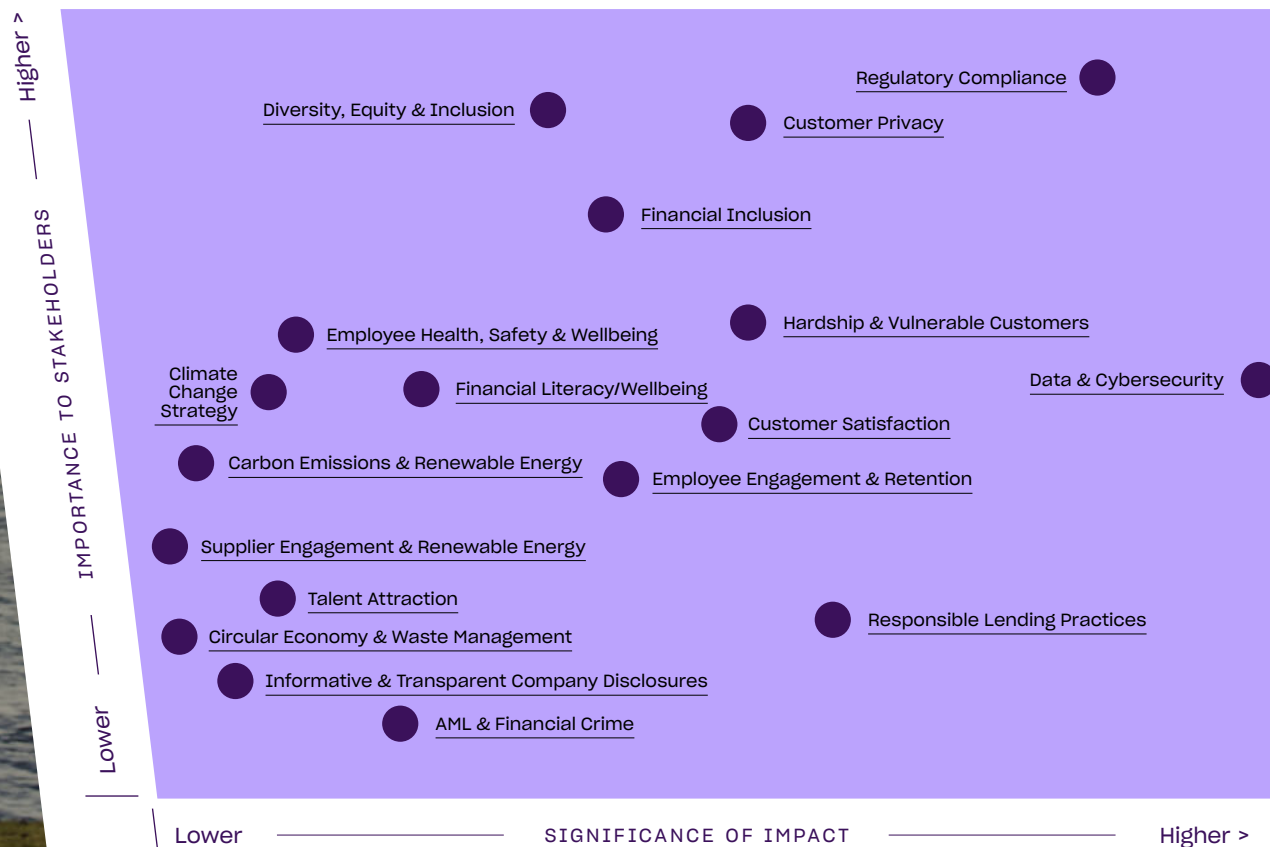 Higher >
IMPORTANCE TO STAKEHOLDERS
Lower
Regulatory Compliance
Diversity, Equity & Inclusion
Customer Privacy
Financial Inclusion
Hardship & Vulnerable Customers
Employee Health, Safety & Wellbeing
Climate
Change
Strategy
Financial Literacy/Wellbeing
Data & Cybersecurity
Customer Satisfaction
Carbon Emissions & Renewable Energy
Employee Engagement & Retention
Supplier Engagement & Renewable Energy
Talent Attraction
Responsible Lending Practices
Circular Economy & Waste Management
Informative & Transparent Company Disclosures
AML & Financial Crime
Lower
SIGNIFICANCE OF IMPACT
Higher >